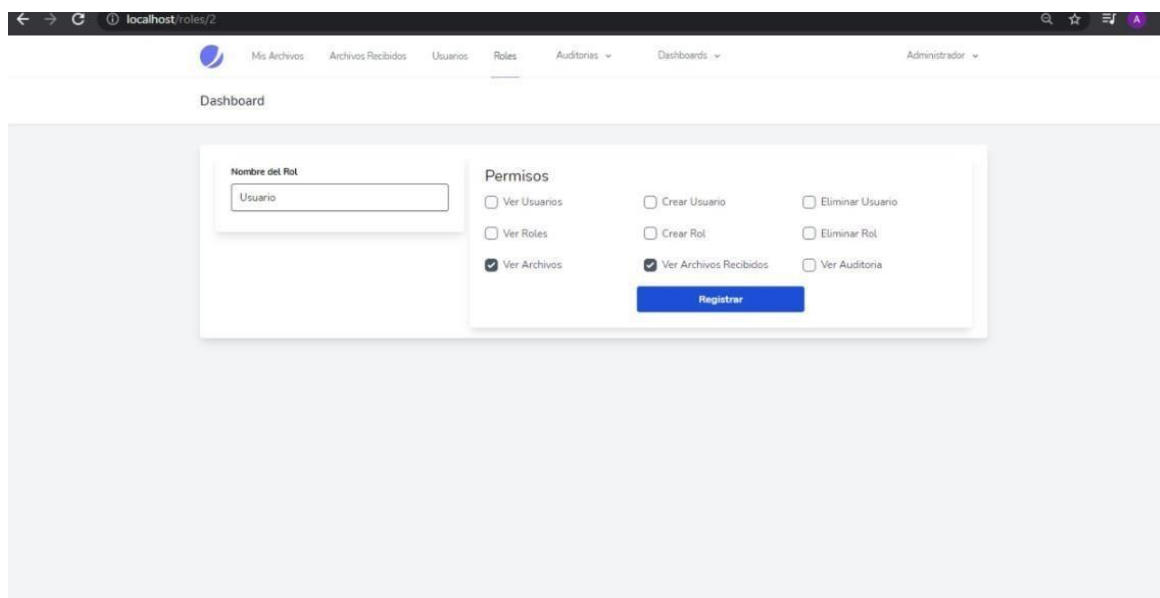 localhost/roles/2
A
Mis Archivos Archivos Recibidos Usuarios Roles Auditorias Dashboards Administrador
Dashboard
Nombre del Rol
Usuario
Permisos
Ver Usuarios Crear Usuario Eliminar Usuario
Ver Roles Crear Rol Eliminar Rol
Ver Archivos Ver Archivos Recibidos Ver Auditoria
Registrar